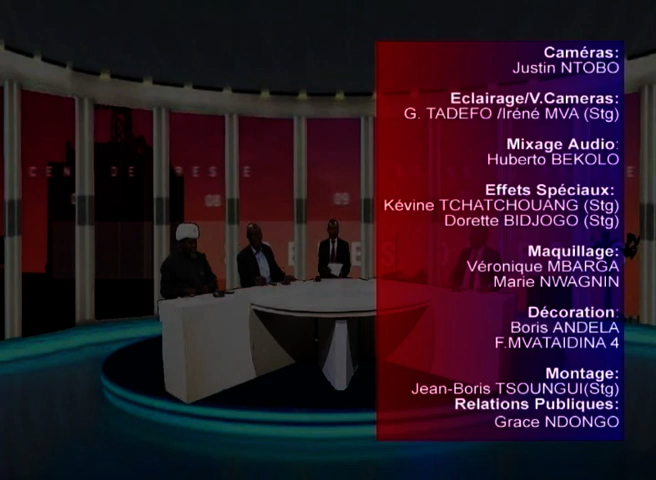 Caméras:
Justin NTOBO
Eclairage/V.Cameras:
G. TADEFO /Iréné MVA (Stg)
Mixage Audio:
Huberto BEKOLO
Effets Spéciaux:
Kévine TCHATCHOUANG (Stg)
Dorette BIDJOGO (Stg)
Maquillage:
Véronique MBARGA
Marie NWAGNIN
Décoration:
Boris ANDELA
F.MVATAIDINA 4
Montage:
Jean-Boris TSOUNGUI(Stg)
Relations Publiques:
Grace NDONGO